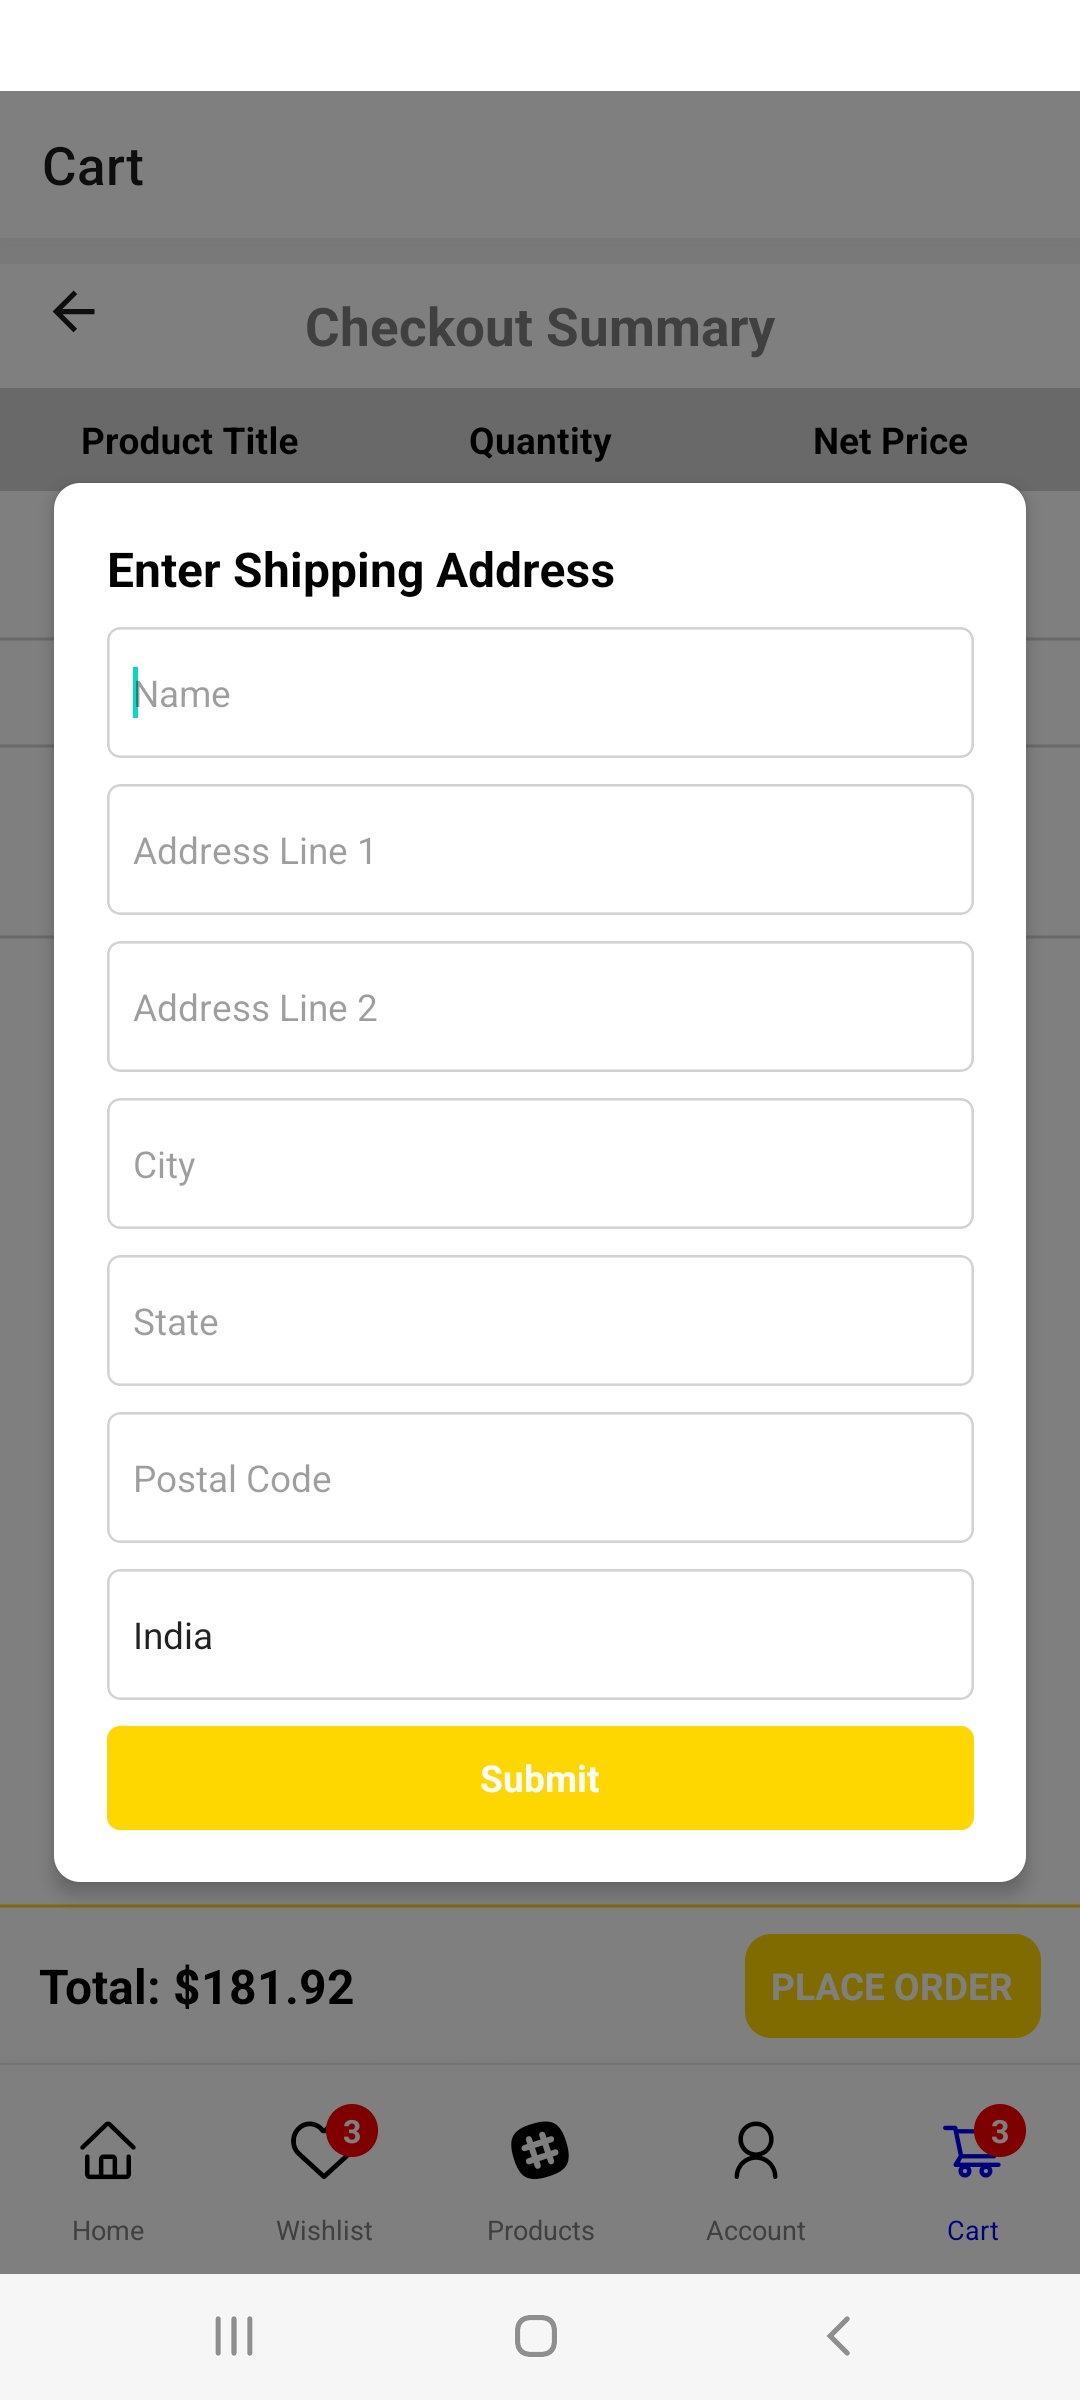 Cart
Checkout Summary
Product Title Quantity Net Price
Enter Shipping Address
Name
Address Line 1
Address Line 2
City
State
Postal Code
India
Submit
Total: $181.92 PLACE ORDER
3 3
Home Wishlist Products Account Cart